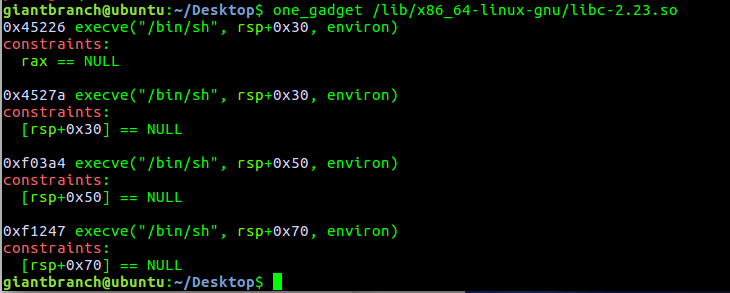 giantbranch@ubuntu:~/Desktop$ one_gadget /lib/x86_64-linux-gnu/libc-2.23.so
0x45226 execve("/bin/sh", rsp+0x30, environ)
constraints:
  rax == NULL

0x4527a execve("/bin/sh", rsp+0x30, environ)
constraints:
  [rsp+0x30] == NULL

0xf03a4 execve("/bin/sh", rsp+0x50, environ)
constraints:
  [rsp+0x50] == NULL

0xf1247 execve("/bin/sh", rsp+0x70, environ)
constraints:
  [rsp+0x70] == NULL
giantbranch@ubuntu:~/Desktop$